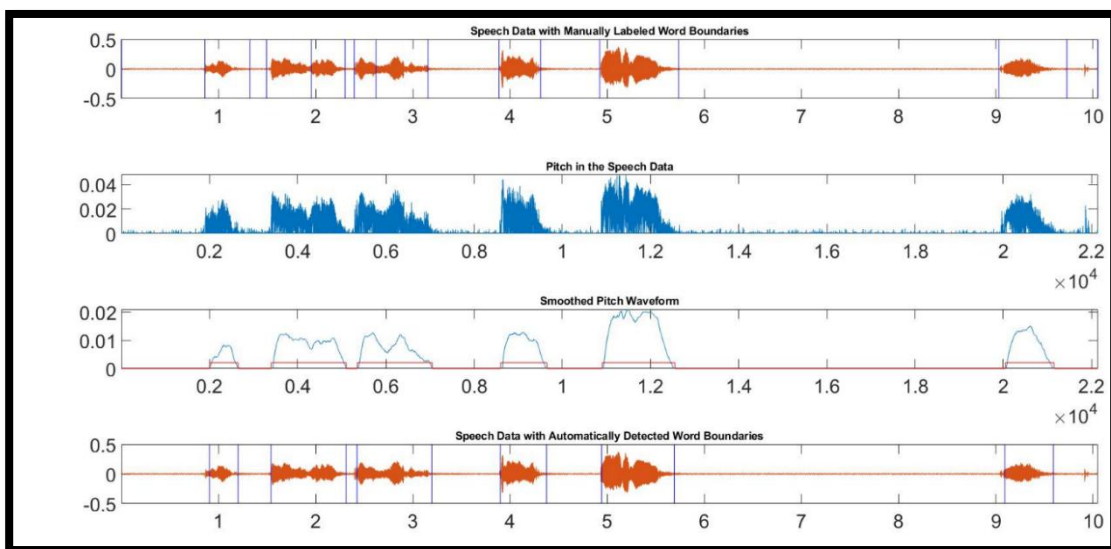 Speech Data with Manually Labeled Word Boundaries
0.5
0
-0.5
1 2 3 4 5 6 7 8 9 10
Pitch in the Speech Data
0.04
0.02
0
0.2 0.4 0.6 0.8 1 1.2 1.4 1.6 1.8 2 2.2
×10^4
Smoothed Pitch Waveform
0.02
0.01
0
0.2 0.4 0.6 0.8 1 1.2 1.4 1.6 1.8 2 2.2
×10^4
Speech Data with Automatically Detected Word Boundaries
0.5
0
-0.5
1 2 3 4 5 6 7 8 9 10